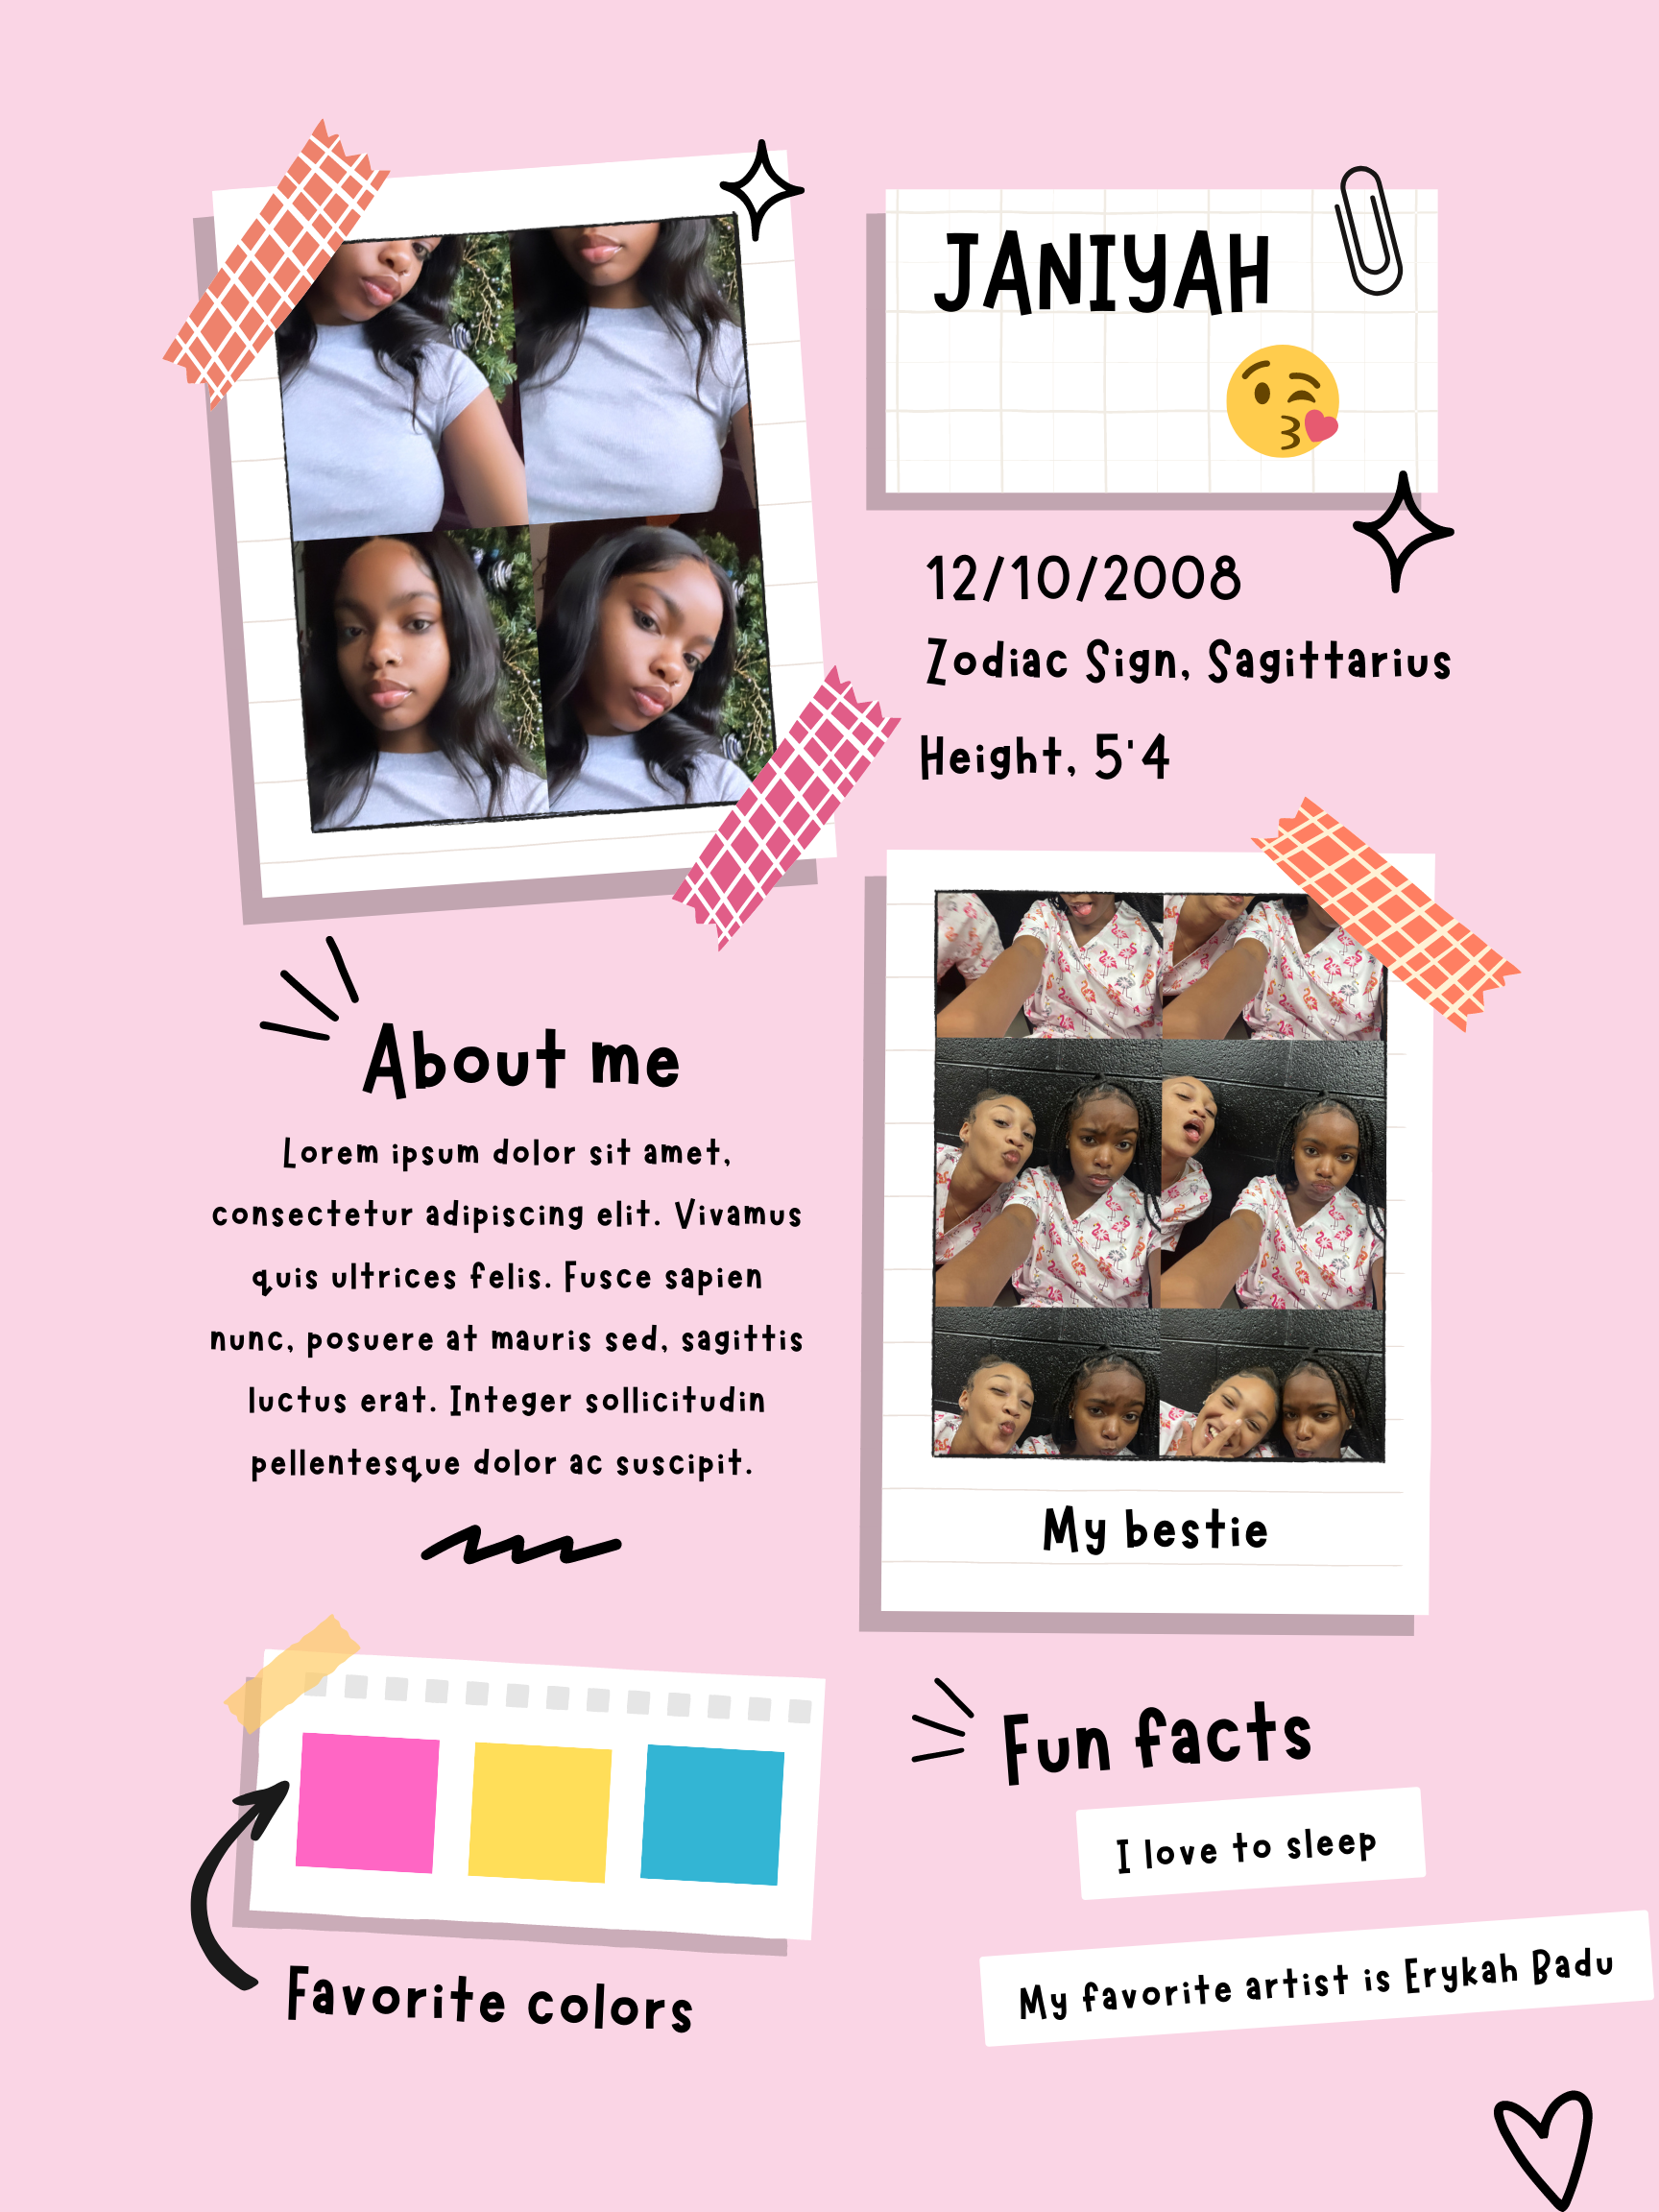 JANIYAH
12/10/2008
Zodiac Sign, Sagittarius
Height, 5'4
About me
Lorem ipsum dolor sit amet,
consectetur adipiscing elit. Vivamus
quis ultrices felis. Fusce sapien
nunc, posuere at mauris sed, sagittis
luctus erat. Integer sollicitudin
pellentesque dolor ac suscipit.
My bestie
Favorite colors
Fun facts
I love to sleep
My favorite artist is Erykah Badu